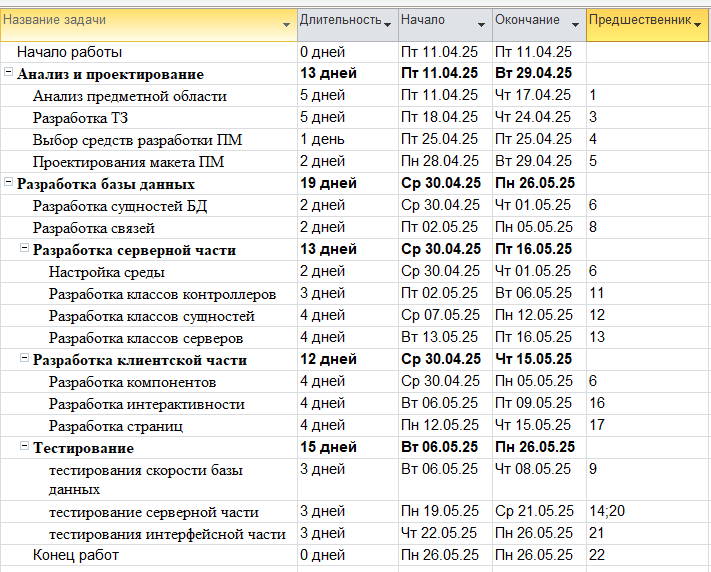 Название задачи Длительность Начало Окончание Предшественник
Начало работы 0 дней Пт 11.04.25 Пт 11.04.25
Анализ и проектирование 13 дней Пт 11.04.25 Вт 29.04.25
Анализ предметной области 5 дней Пт 11.04.25 Чт 17.04.25 1
Разработка ТЗ 5 дней Пт 18.04.25 Чт 24.04.25 3
Выбор средств разработки ПМ 1 день Пт 25.04.25 Пт 25.04.25 4
Проектирования макета ПМ 2 дней Пн 28.04.25 Вт 29.04.25 5
Разработка базы данных 19 дней Ср 30.04.25 Пн 26.05.25
Разработка сущностей БД 2 дней Ср 30.04.25 Чт 01.05.25 6
Разработка связей 2 дней Пт 02.05.25 Пн 05.05.25 8
Разработка серверной части 13 дней Ср 30.04.25 Пт 16.05.25
Настройка среды 2 дней Ср 30.04.25 Чт 01.05.25 6
Разработка классов контроллеров 3 дней Пт 02.05.25 Вт 06.05.25 11
Разработка классов сущностей 4 дней Ср 07.05.25 Пн 12.05.25 12
Разработка классов серверов 4 дней Вт 13.05.25 Пт 16.05.25 13
Разработка клиентской части 12 дней Ср 30.04.25 Чт 15.05.25
Разработка компонентов 4 дней Ср 30.04.25 Пн 05.05.25 6
Разработка интерактивности 4 дней Вт 06.05.25 Пт 09.05.25 16
Разработка страниц 4 дней Пн 12.05.25 Чт 15.05.25 17
Тестирование 15 дней Вт 06.05.25 Пн 26.05.25
тестирования скорости базы 3 дней Вт 06.05.25 Чт 08.05.25 9
данных
тестирование серверной части 3 дней Пн 19.05.25 Ср 21.05.25 14;20
тестирования интерфейсной части 3 дней Чт 22.05.25 Пн 26.05.25 21
Конец работ 0 дней Пн 26.05.25 Пн 26.05.25 22